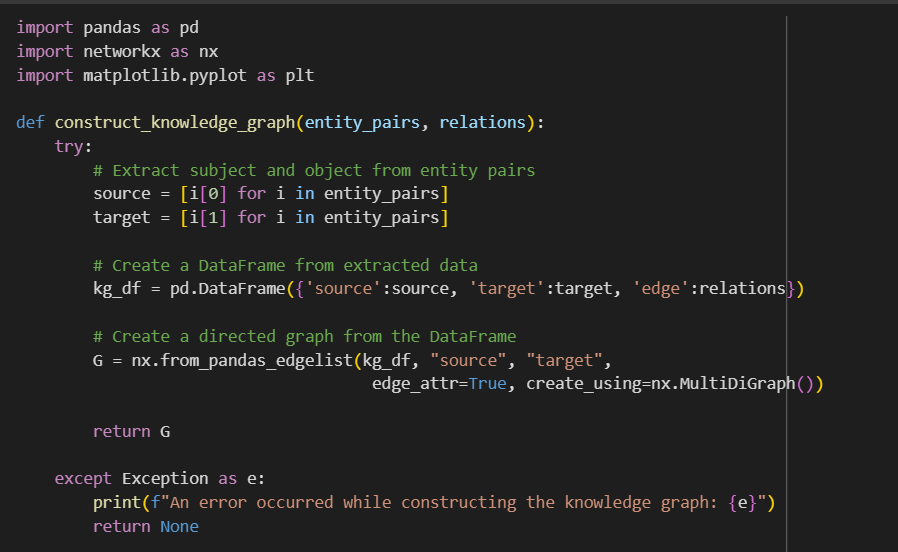 import pandas as pd
import networkx as nx
import matplotlib.pyplot as plt

def construct_knowledge_graph(entity_pairs, relations):
    try:
        # Extract subject and object from entity pairs
        source = [i[0] for i in entity_pairs]
        target = [i[1] for i in entity_pairs]

        # Create a DataFrame from extracted data
        kg_df = pd.DataFrame({'source':source, 'target':target, 'edge':relations})

        # Create a directed graph from the DataFrame
        G = nx.from_pandas_edgelist(kg_df, "source", "target",
                                     edge_attr=True, create_using=nx.MultiDiGraph())

        return G

    except Exception as e:
        print(f"An error occurred while constructing the knowledge graph: {e}")
        return None